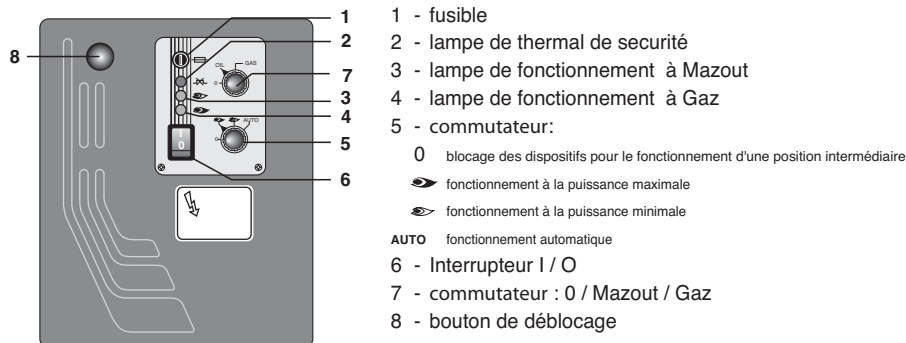 1
2
3
4
5
6
7
8
OIL
GAS
0
AUTO
0
I
0
1 - fusible
2 - lampe de thermal de securité
3 - lampe de fonctionnement à Mazout
4 - lampe de fonctionnement à Gaz
5 - commutateur:
0 blocage des dispositifs pour le fonctionnement d'une position intermédiaire
fonctionnement à la puissance maximale
fonctionnement à la puissance minimale
AUTO fonctionnement automatique
6 - Interrupteur I / O
7 - commutateur : 0 / Mazout / Gaz
8 - bouton de déblocage